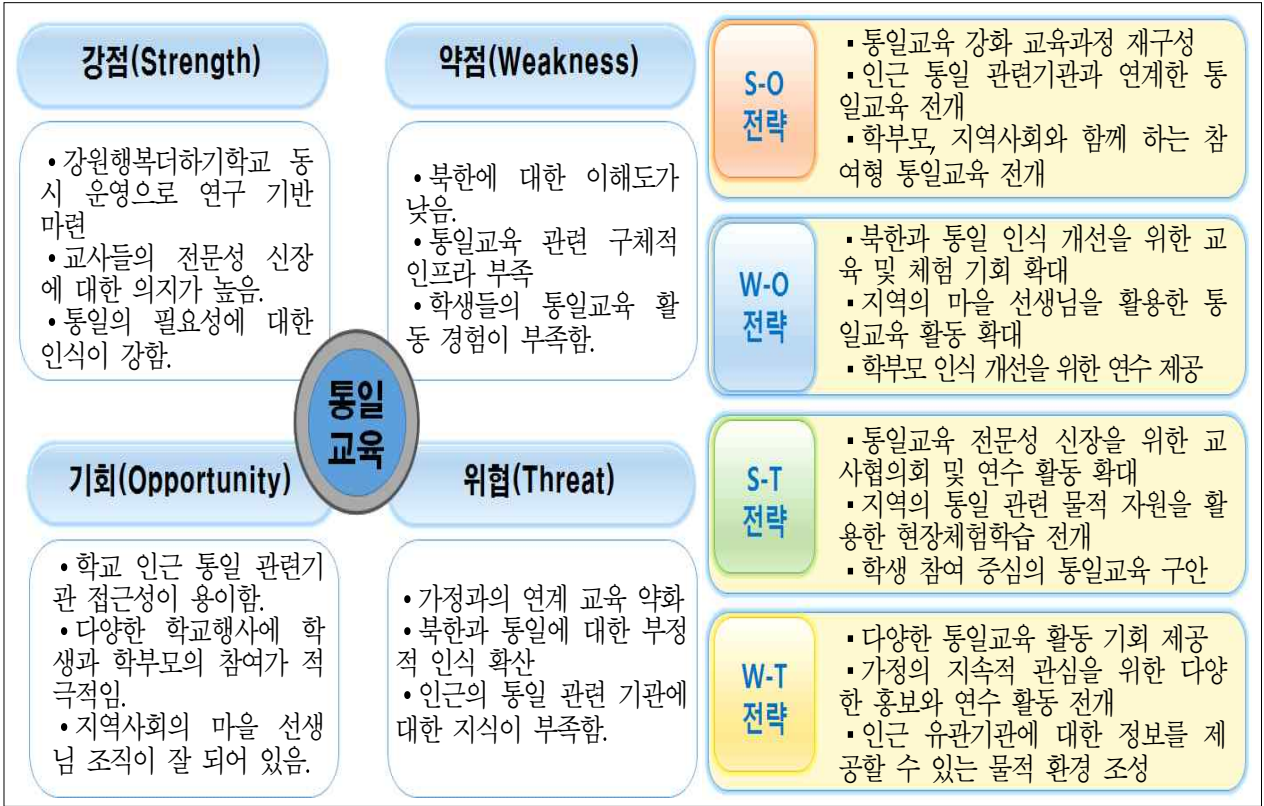 강점(Strength)
• 강원행복더하기학교 동
시 운영으로 연구 기반
마련
• 교사들의 전문성 신장
에 대한 의지가 높음.
• 통일의 필요성에 대한
인식이 강함.
약점(Weakness)
• 북한에 대한 이해도가
낮음.
• 통일교육 관련 구체적
인프라 부족
• 학생들의 통일교육 활
동 경험이 부족함.
통일
교육
기회(Opportunity)
• 학교 인근 통일 관련기
관 접근성이 용이함.
• 다양한 학교행사에 학
생과 학부모의 참여가 적
극적임.
• 지역사회의 마을 선생
님 조직이 잘 되어 있음.
위협(Threat)
• 가정과의 연계 교육 약화
• 북한과 통일에 대한 부정
적 인식 확산
• 인근의 통일 관련 기관에
대한 지식이 부족함.
S-O
전략
▪ 통일교육 강화 교육과정 재구성
▪ 인근 통일 관련기관과 연계한 통
일교육 전개
▪ 학부모, 지역사회와 함께 하는 참
여형 통일교육 전개
W-O
전략
▪ 북한과 통일 인식 개선을 위한 교
육 및 체험 기회 확대
▪ 지역의 마을 선생님을 활용한 통
일교육 활동 확대
▪ 학부모 인식 개선을 위한 연수 제공
S-T
전략
▪ 통일교육 전문성 신장을 위한 교
사협의회 및 연수 활동 확대
▪ 지역의 통일 관련 물적 자원을 활
용한 현장체험학습 전개
▪ 학생 참여 중심의 통일교육 구안
W-T
전략
▪ 다양한 통일교육 활동 기회 제공
▪ 가정의 지속적 관심을 위한 다양
한 홍보와 연수 활동 전개
▪ 인근 유관기관에 대한 정보를 제
공할 수 있는 물적 환경 조성